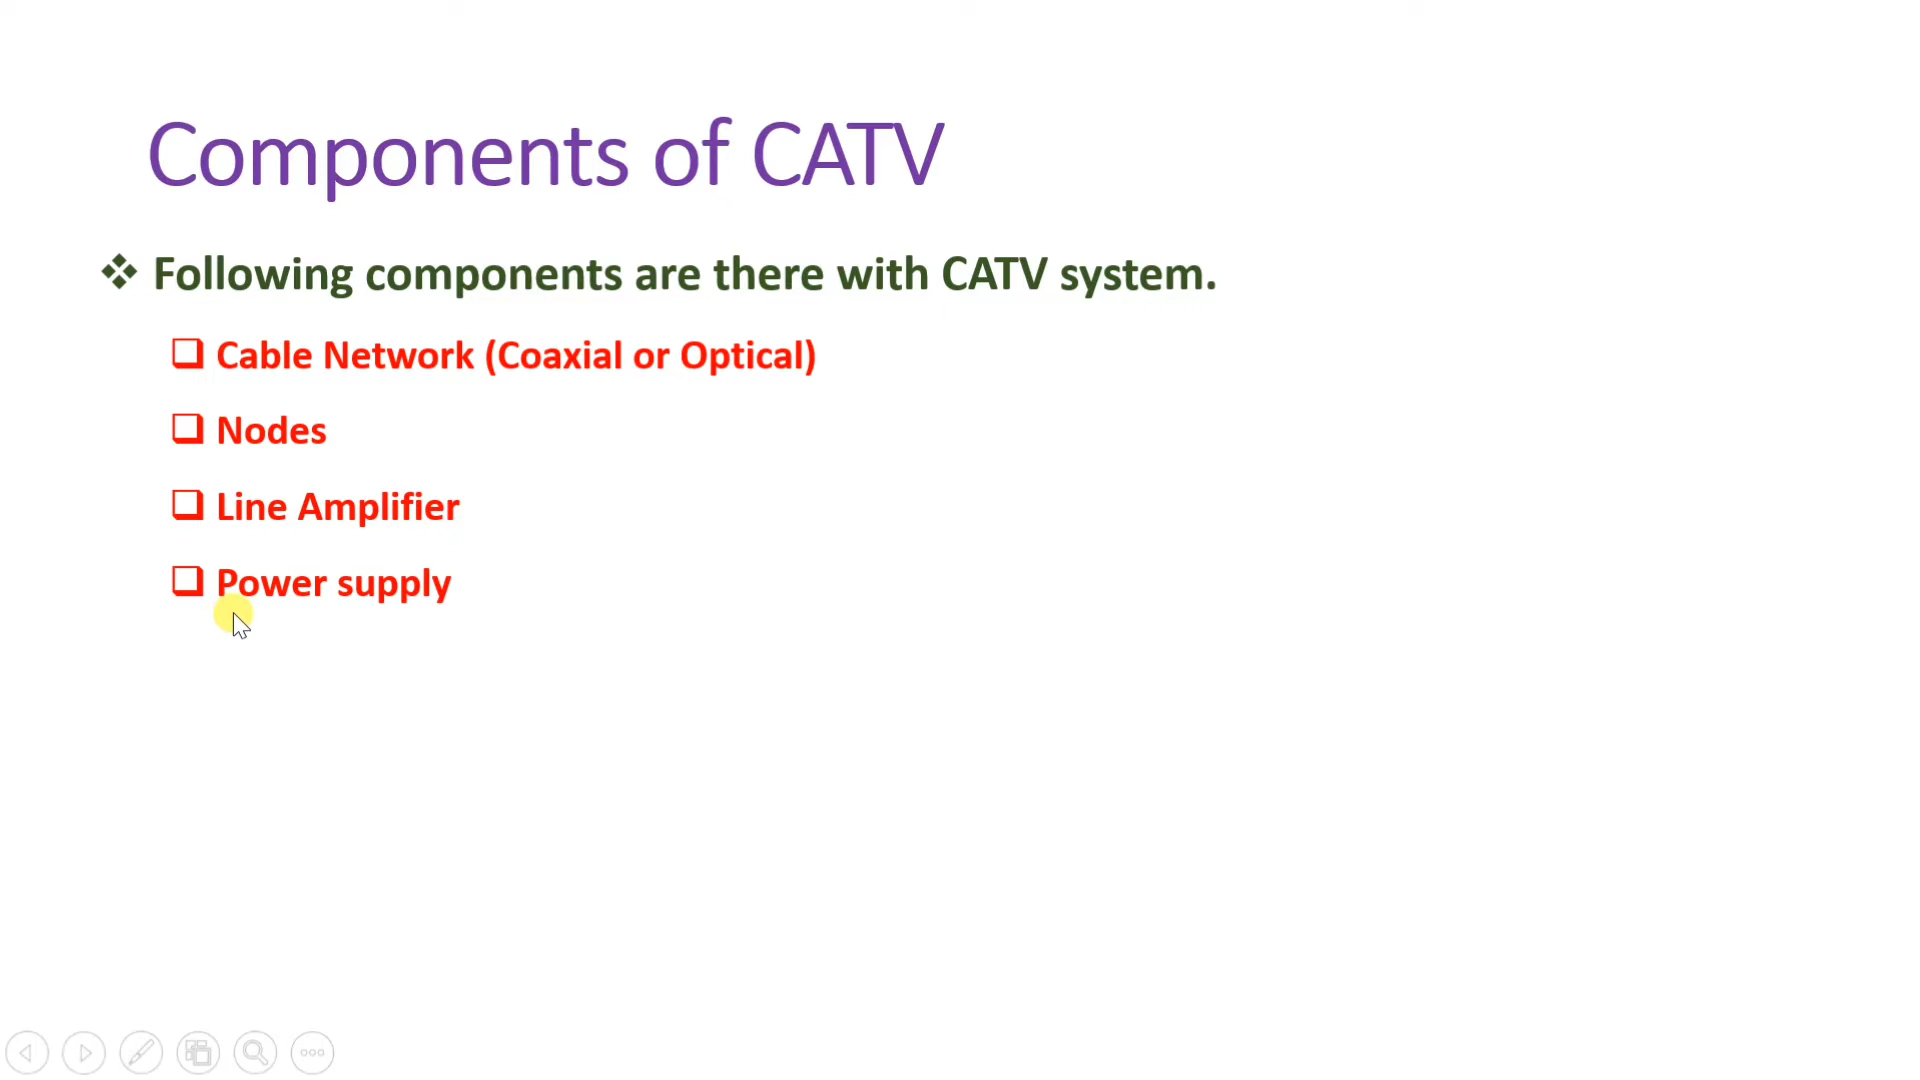 Components of CATV
Following components are there with CATV system.
Cable Network (Coaxial or Optical)
Nodes
Line Amplifier
Power supply